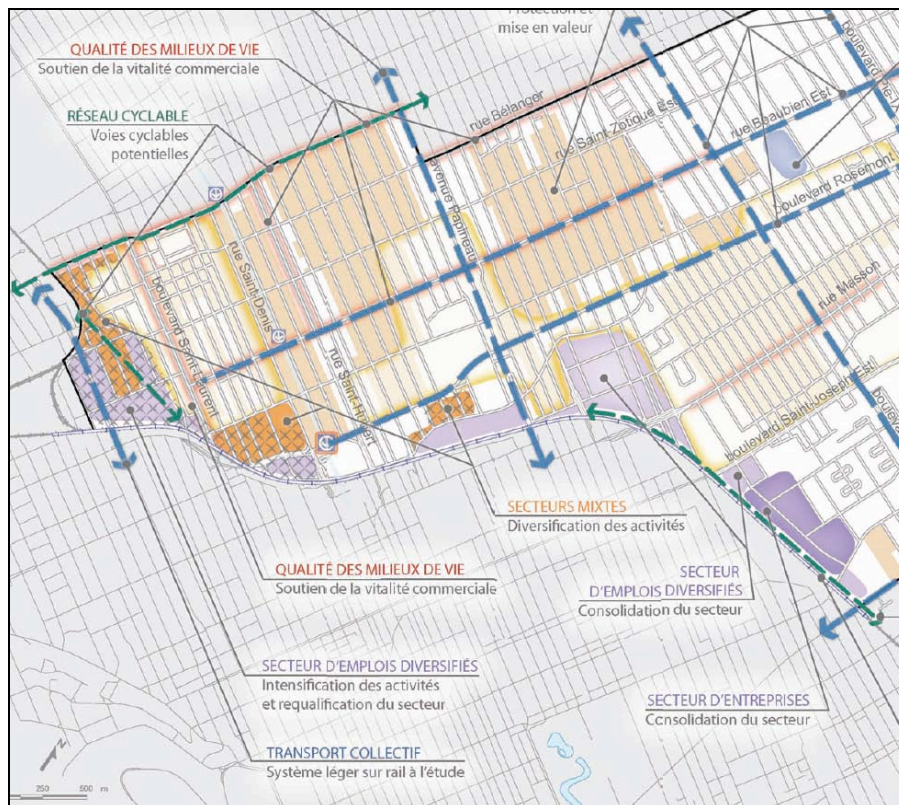 Protection et
mise en valeur
QUALITÉ DES MILIEUX DE VIE
Soutien de la vitalité commerciale
RÉSEAU CYCLABLE
Voies cyclables
potentielles
rue Bélanger
rue Saint-Zotique Est
rue Beaubien Est
boulevard Pie-I
boulevard Rosemont
avenue Papineau
rue Masson
boulevard Saint-Laurent
rue Saint-Denis
rue Saint-Hubert
boulevard Saint-Joseph Est
SECTEURS MIXTES
Diversification des activités
QUALITÉ DES MILIEUX DE VIE
Soutien de la vitalité commerciale
SECTEUR
D'EMPLOIS DIVERSIFIÉS
Consolidation du secteur
SECTEUR D'EMPLOIS DIVERSIFIÉS
Intensification des activités
et requalification du secteur
SECTEUR D'ENTREPRISES
Consolidation du secteur
TRANSPORT COLLECTIF
Système léger sur rail à l'étude
N
250 500 m